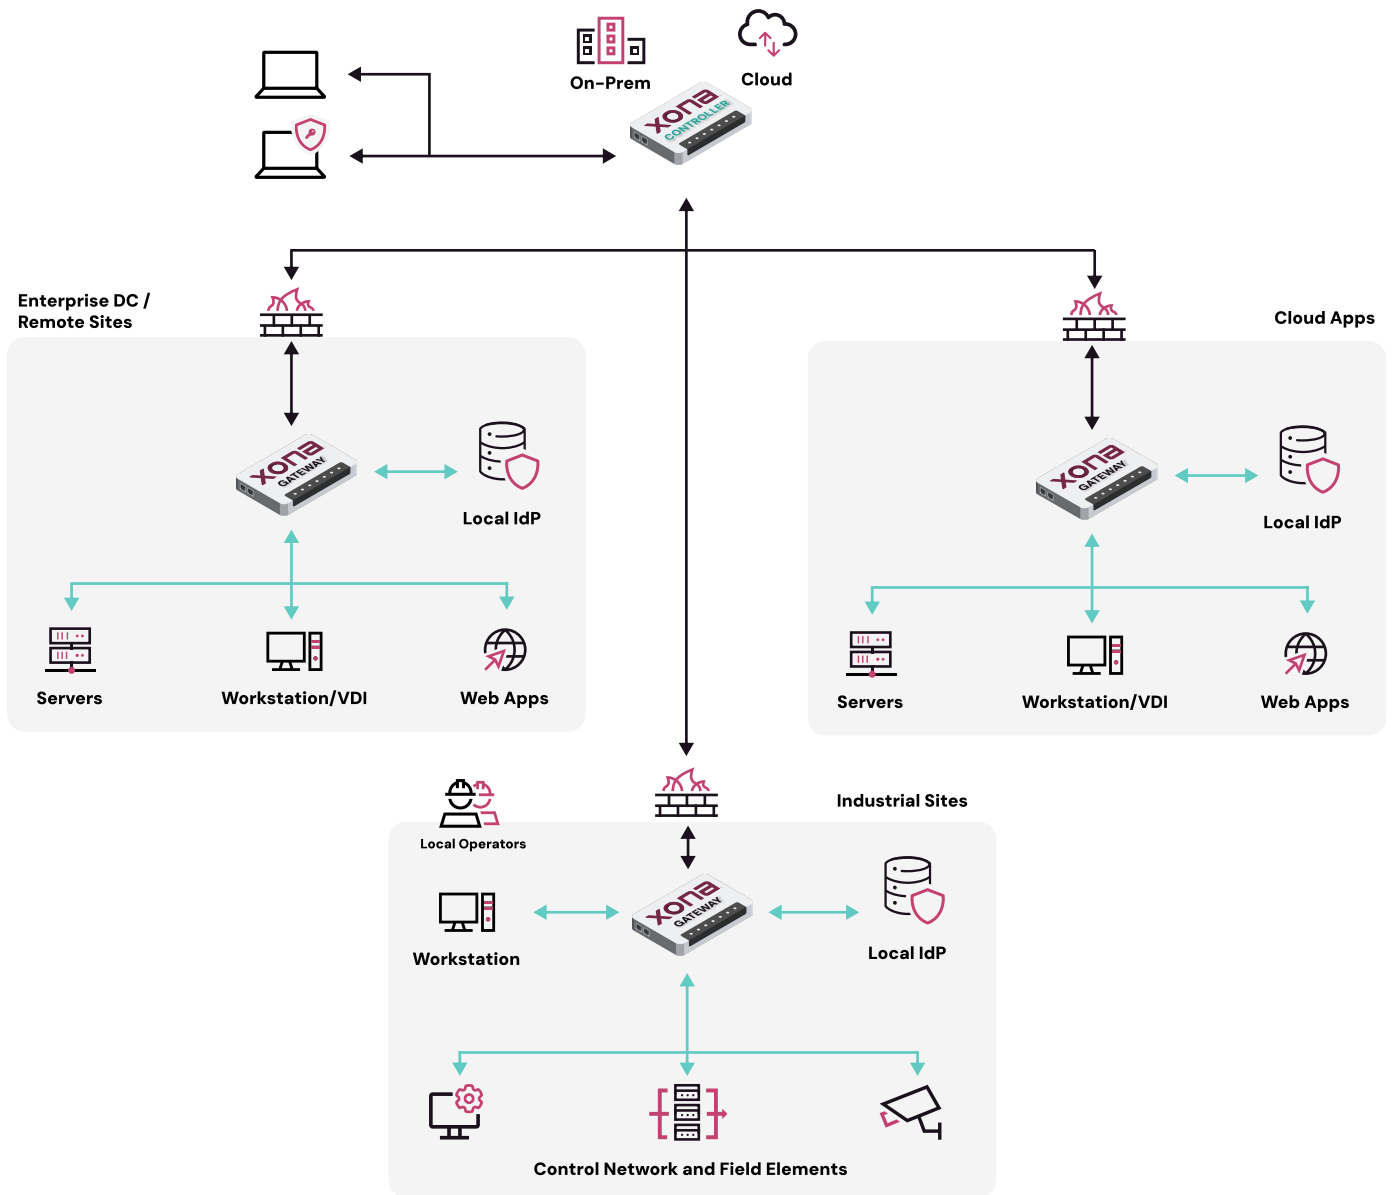 On-Prem
Cloud
XONA
CONTROLLER
Enterprise DC /
Remote Sites
Cloud Apps
XONA
GATEWAY
Local IdP
XONA
GATEWAY
Local IdP
Servers
Workstation/VDI
Web Apps
Servers
Workstation/VDI
Web Apps
Industrial Sites
Local Operators
XONA
GATEWAY
Workstation
Local IdP
Control Network and Field Elements